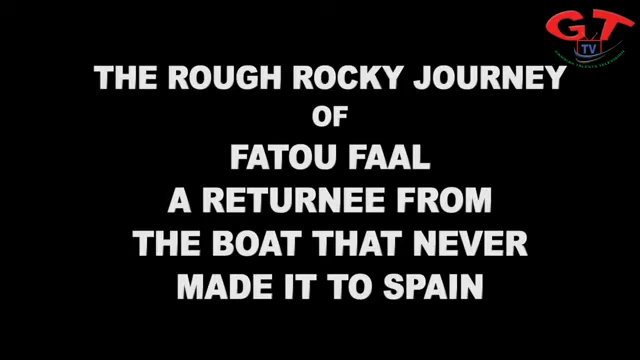 GT
TV
THE ROUGH ROCKY JOURNEY
OF
FATOU FAAL
A RETURNEE FROM
THE BOAT THAT NEVER
MADE IT TO SPAIN